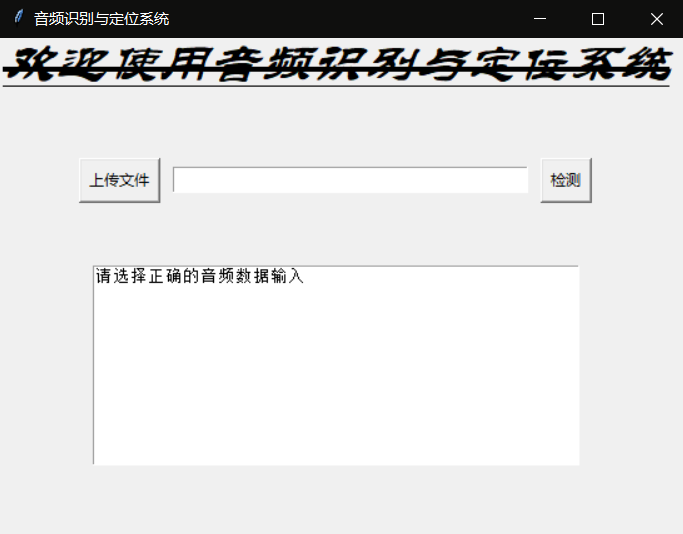 音频识别与定位系统
欢迎使用音频识别与定位系统
上传文件
检测
请选择正确的音频数据输入